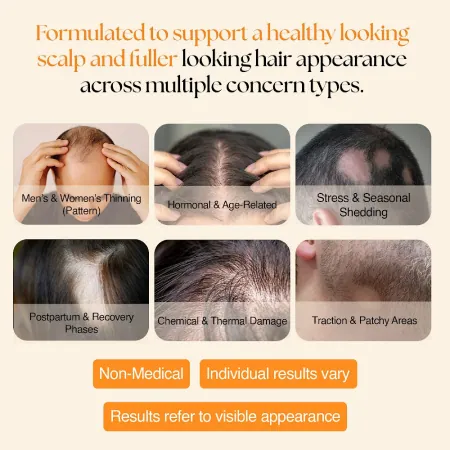 Formulated to support a healthy looking
scalp and fuller looking hair appearance
across multiple concern types.
Men's & Women's Thinning
(Pattern)
Hormonal & Age-Related
Stress & Seasonal
Shedding
Postpartum & Recovery
Phases
Chemical & Thermal Damage
Traction & Patchy Areas
Non-Medical
Individual results vary
Results refer to visible appearance